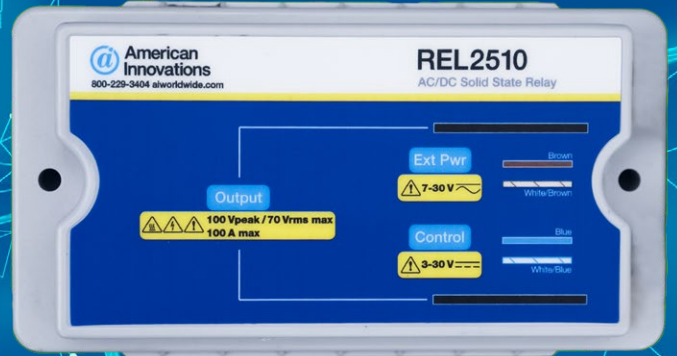 American
Innovations
800-229-3404 aiworldwide.com
REL2510
AC/DC Solid State Relay
Ext Pwr
7-30 V
Brown
White/Brown
Output
100 Vpeak / 70 Vrms max
100 A max
Control
3-30 V
Blue
White/Blue